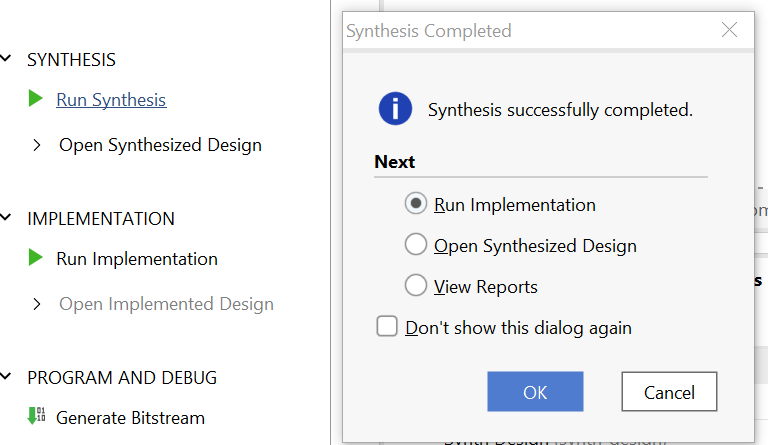 SYNTHESIS
Run Synthesis
Open Synthesized Design
IMPLEMENTATION
Run Implementation
Open Implemented Design
PROGRAM AND DEBUG
Generate Bitstream
Synthesis Completed
Synthesis successfully completed.
Next
Run Implementation
Open Synthesized Design
View Reports
Don't show this dialog again
OK
Cancel